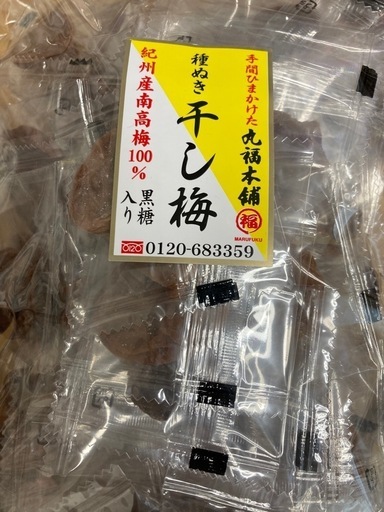 手間ひまかけた
丸福本舗
福
MARUFUKU
種ぬき
干し梅
紀州産南高梅100%
黒糖
入り
0120-683359